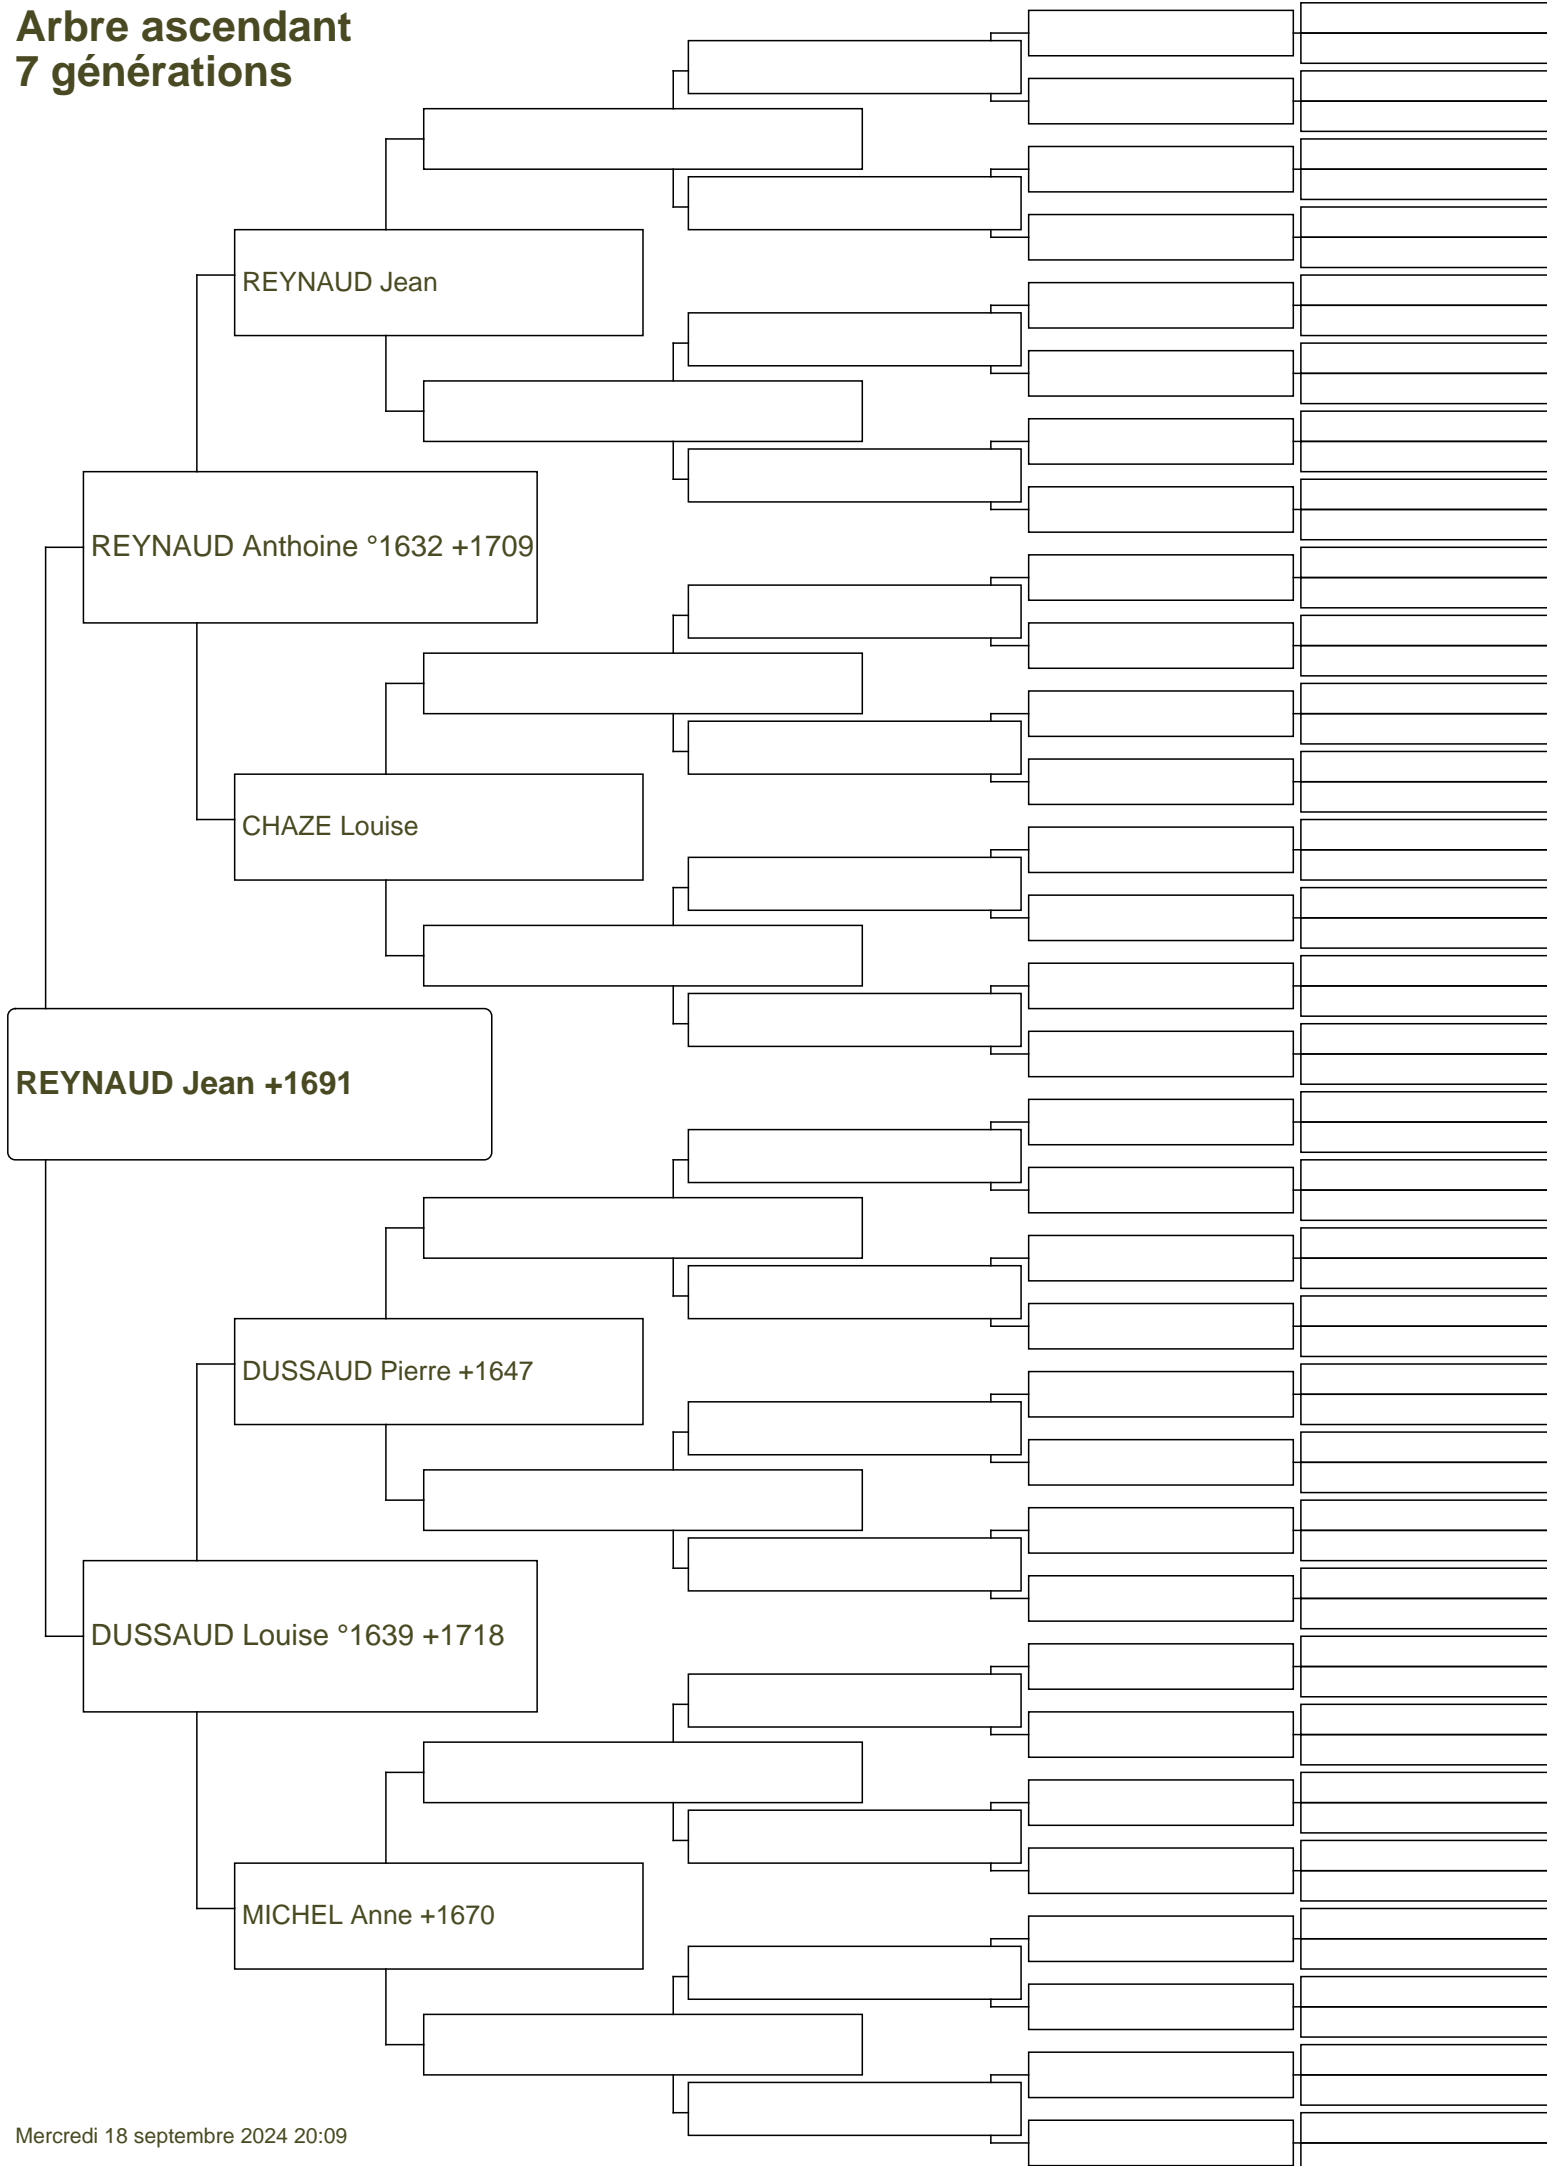 Arbre ascendant
7 générations
REYNAUD Jean
REYNAUD Anthoine °1632 +1709
CHAZE Louise
REYNAUD Jean +1691
DUSSAUD Pierre +1647
DUSSAUD Louise °1639 +1718
MICHEL Anne +1670
Mercredi 18 septembre 2024 20:09